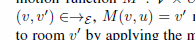 (v, v′) ∈→ℰ, M(v, u) = v′
to room v′ by applying the